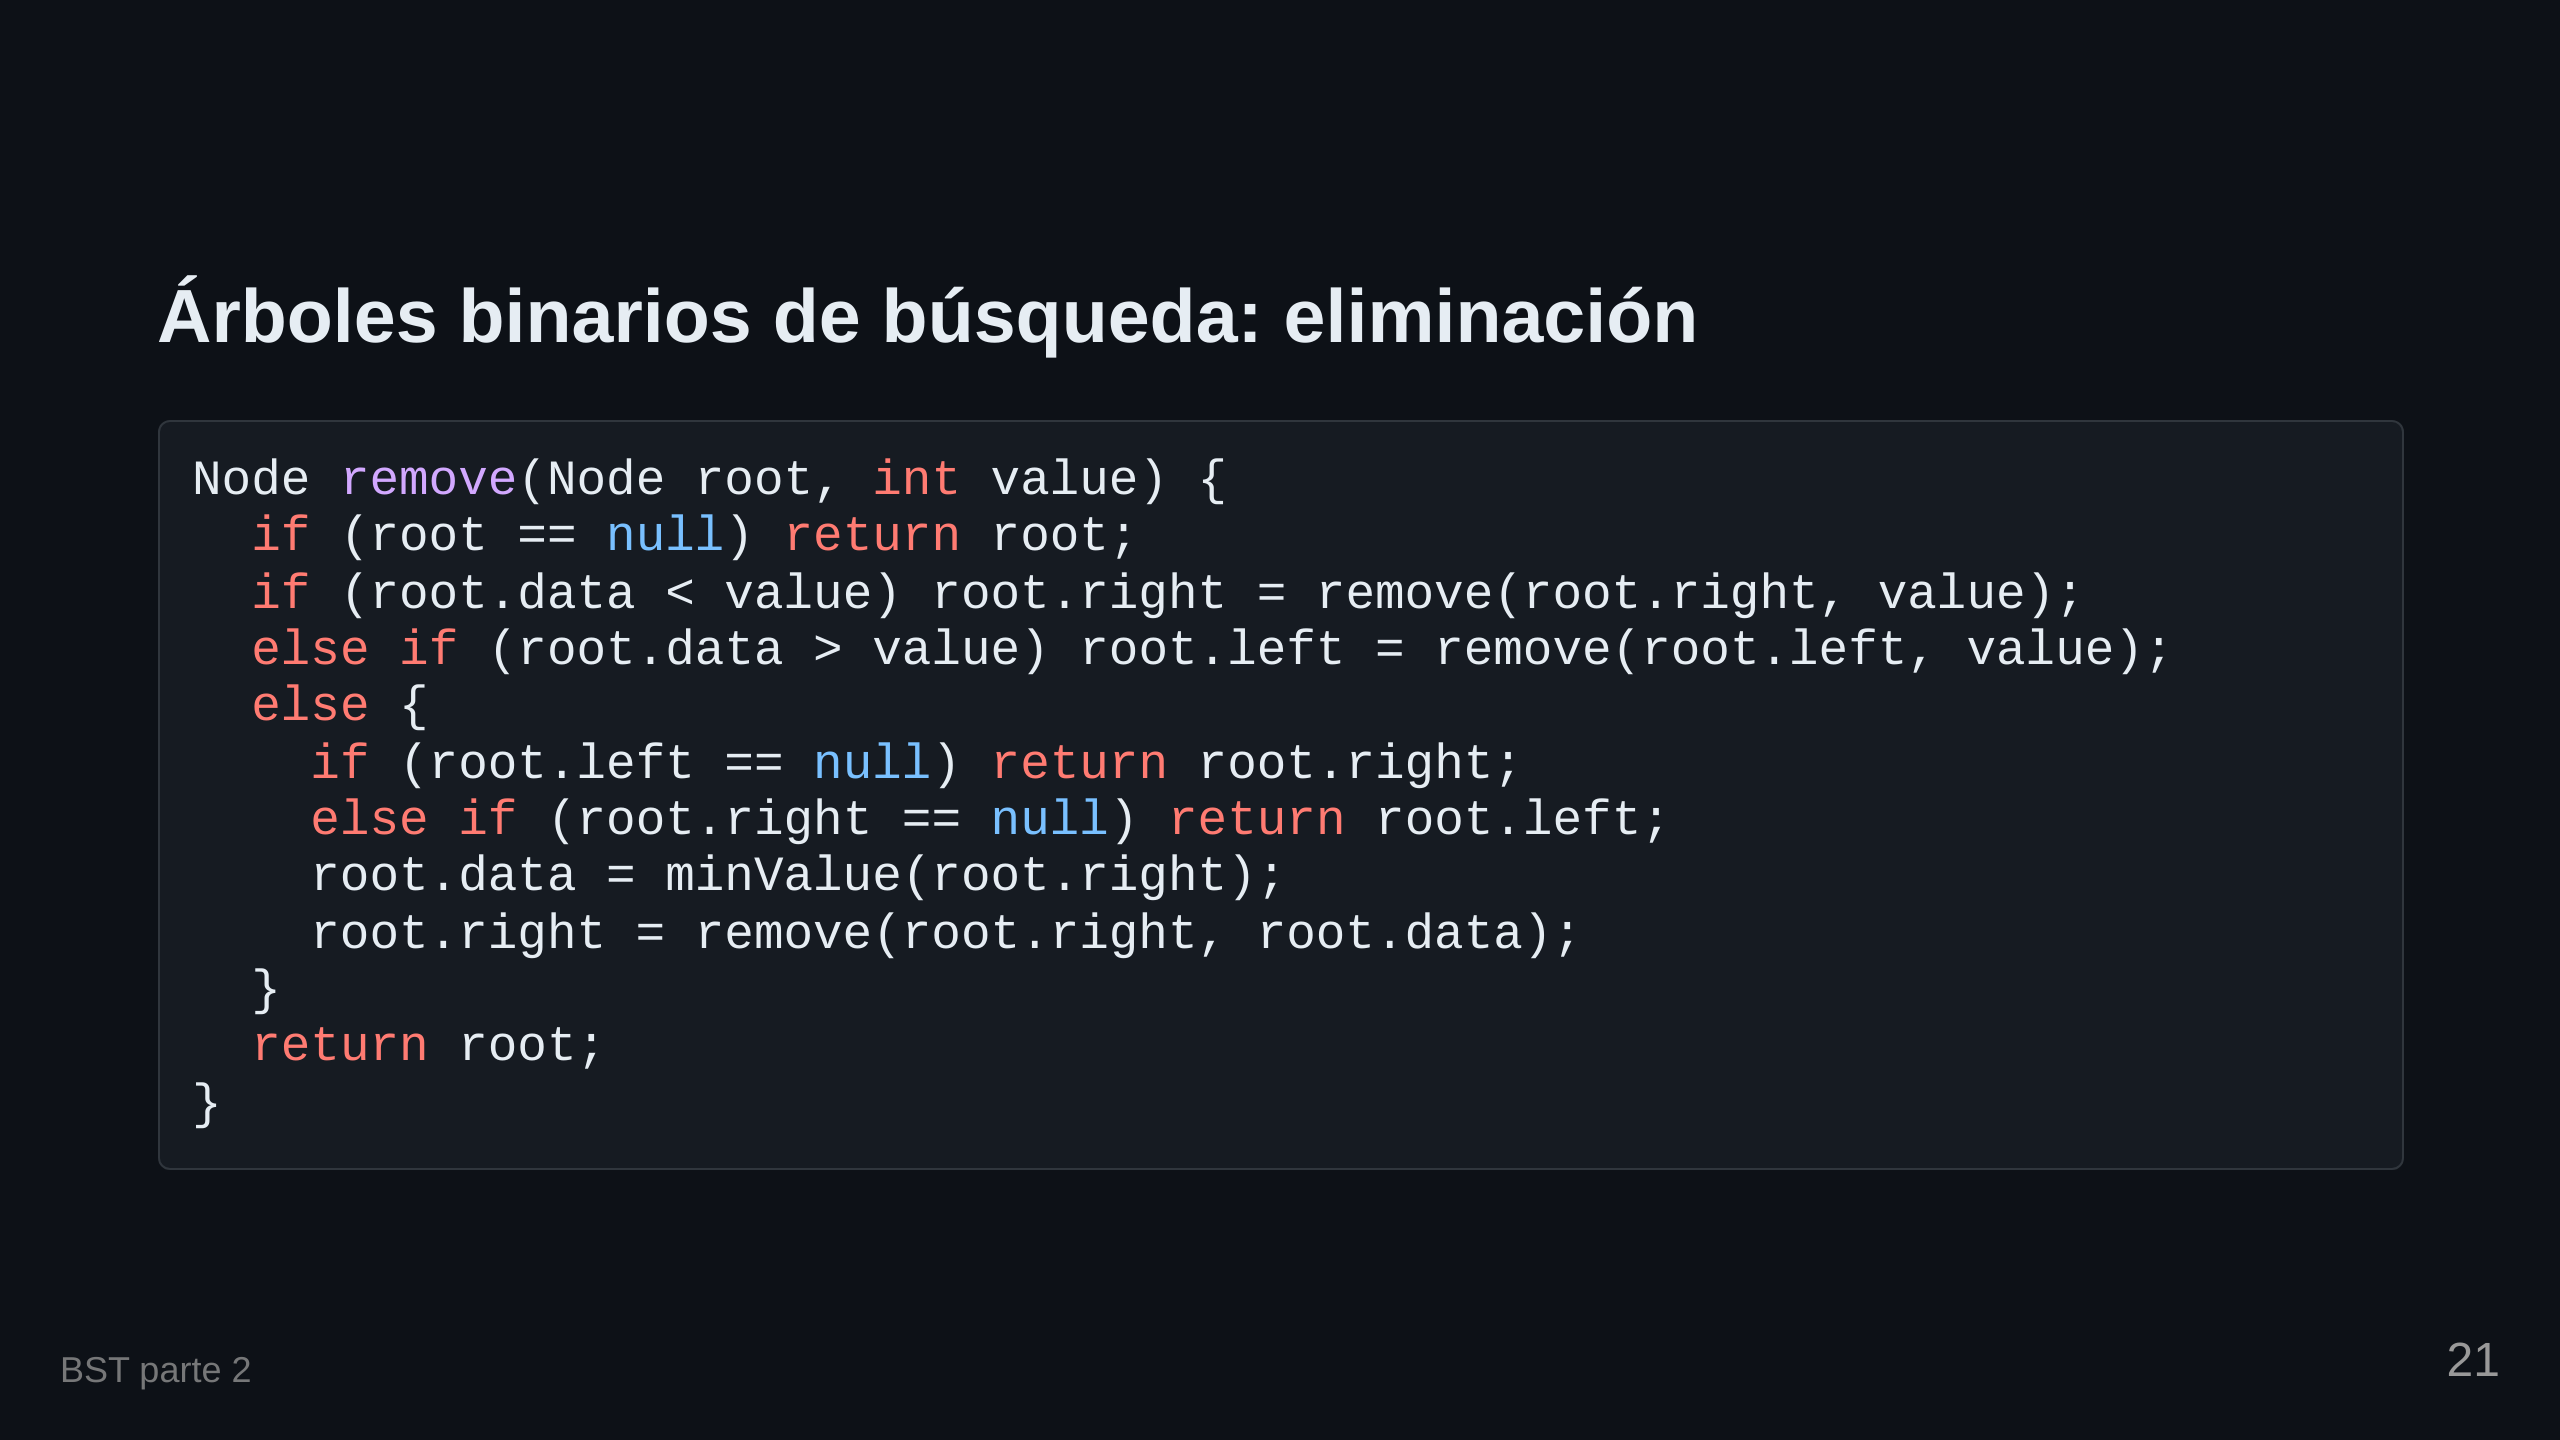 Árboles binarios de búsqueda: eliminación
Node remove(Node root, int value) {
  if (root == null) return root;
  if (root.data < value) root.right = remove(root.right, value);
  else if (root.data > value) root.left = remove(root.left, value);
  else {
    if (root.left == null) return root.right;
    else if (root.right == null) return root.left;
    root.data = minValue(root.right);
    root.right = remove(root.right, root.data);
  }
  return root;
}
BST parte 2
21